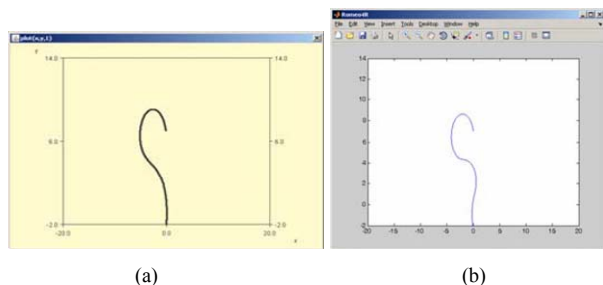 plot(x,y,1)
Y
14.0 14.0
6.0 6.0
-2.0 -2.0
-20.0 0.0 20.0
x
(a)
Romeo4R
File Edit View Insert Tools Desktop Window Help
14
12
10
8
6
4
2
0
-2
-20 -15 -10 -5 0 5 10 15 20
(b)